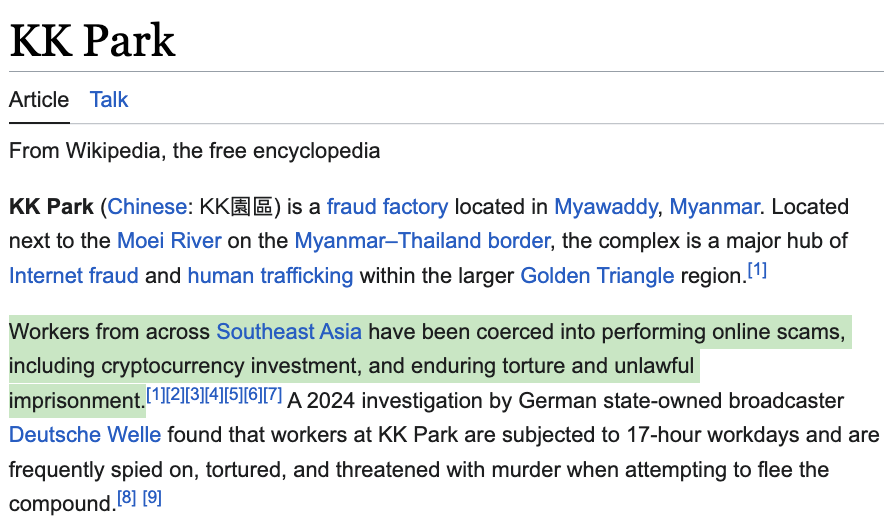 KK Park
Article Talk
From Wikipedia, the free encyclopedia
KK Park (Chinese: KK園區) is a fraud factory located in Myawaddy, Myanmar. Located
next to the Moei River on the Myanmar–Thailand border, the complex is a major hub of
Internet fraud and human trafficking within the larger Golden Triangle region.[1]
Workers from across Southeast Asia have been coerced into performing online scams,
including cryptocurrency investment, and enduring torture and unlawful
imprisonment.[1][2][3][4][5][6][7] A 2024 investigation by German state-owned broadcaster
Deutsche Welle found that workers at KK Park are subjected to 17-hour workdays and are
frequently spied on, tortured, and threatened with murder when attempting to flee the
compound.[8] [9]